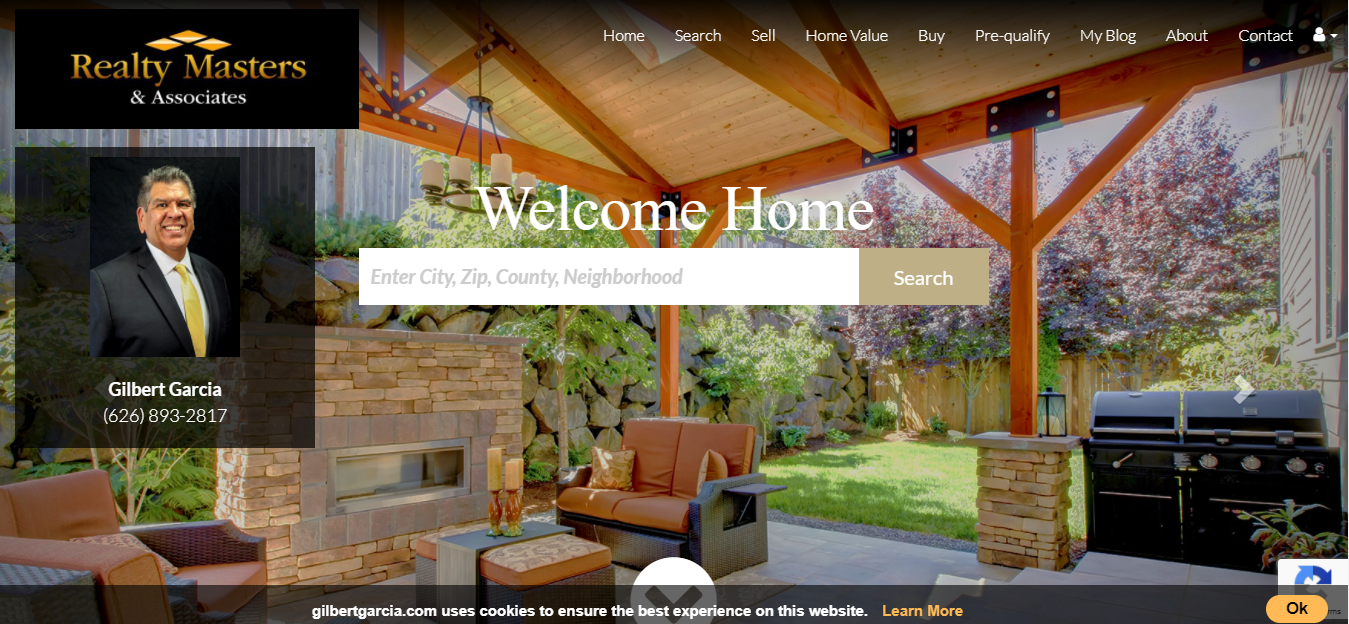 Realty Masters
& Associates
Home
Search
Sell
Home Value
Buy
Pre-qualify
My Blog
About
Contact
Welcome Home
Enter City, Zip, County, Neighborhood
Search
Gilbert Garcia
(626) 893-2817
gilbertgarcia.com uses cookies to ensure the best experience on this website. Learn More
Ok